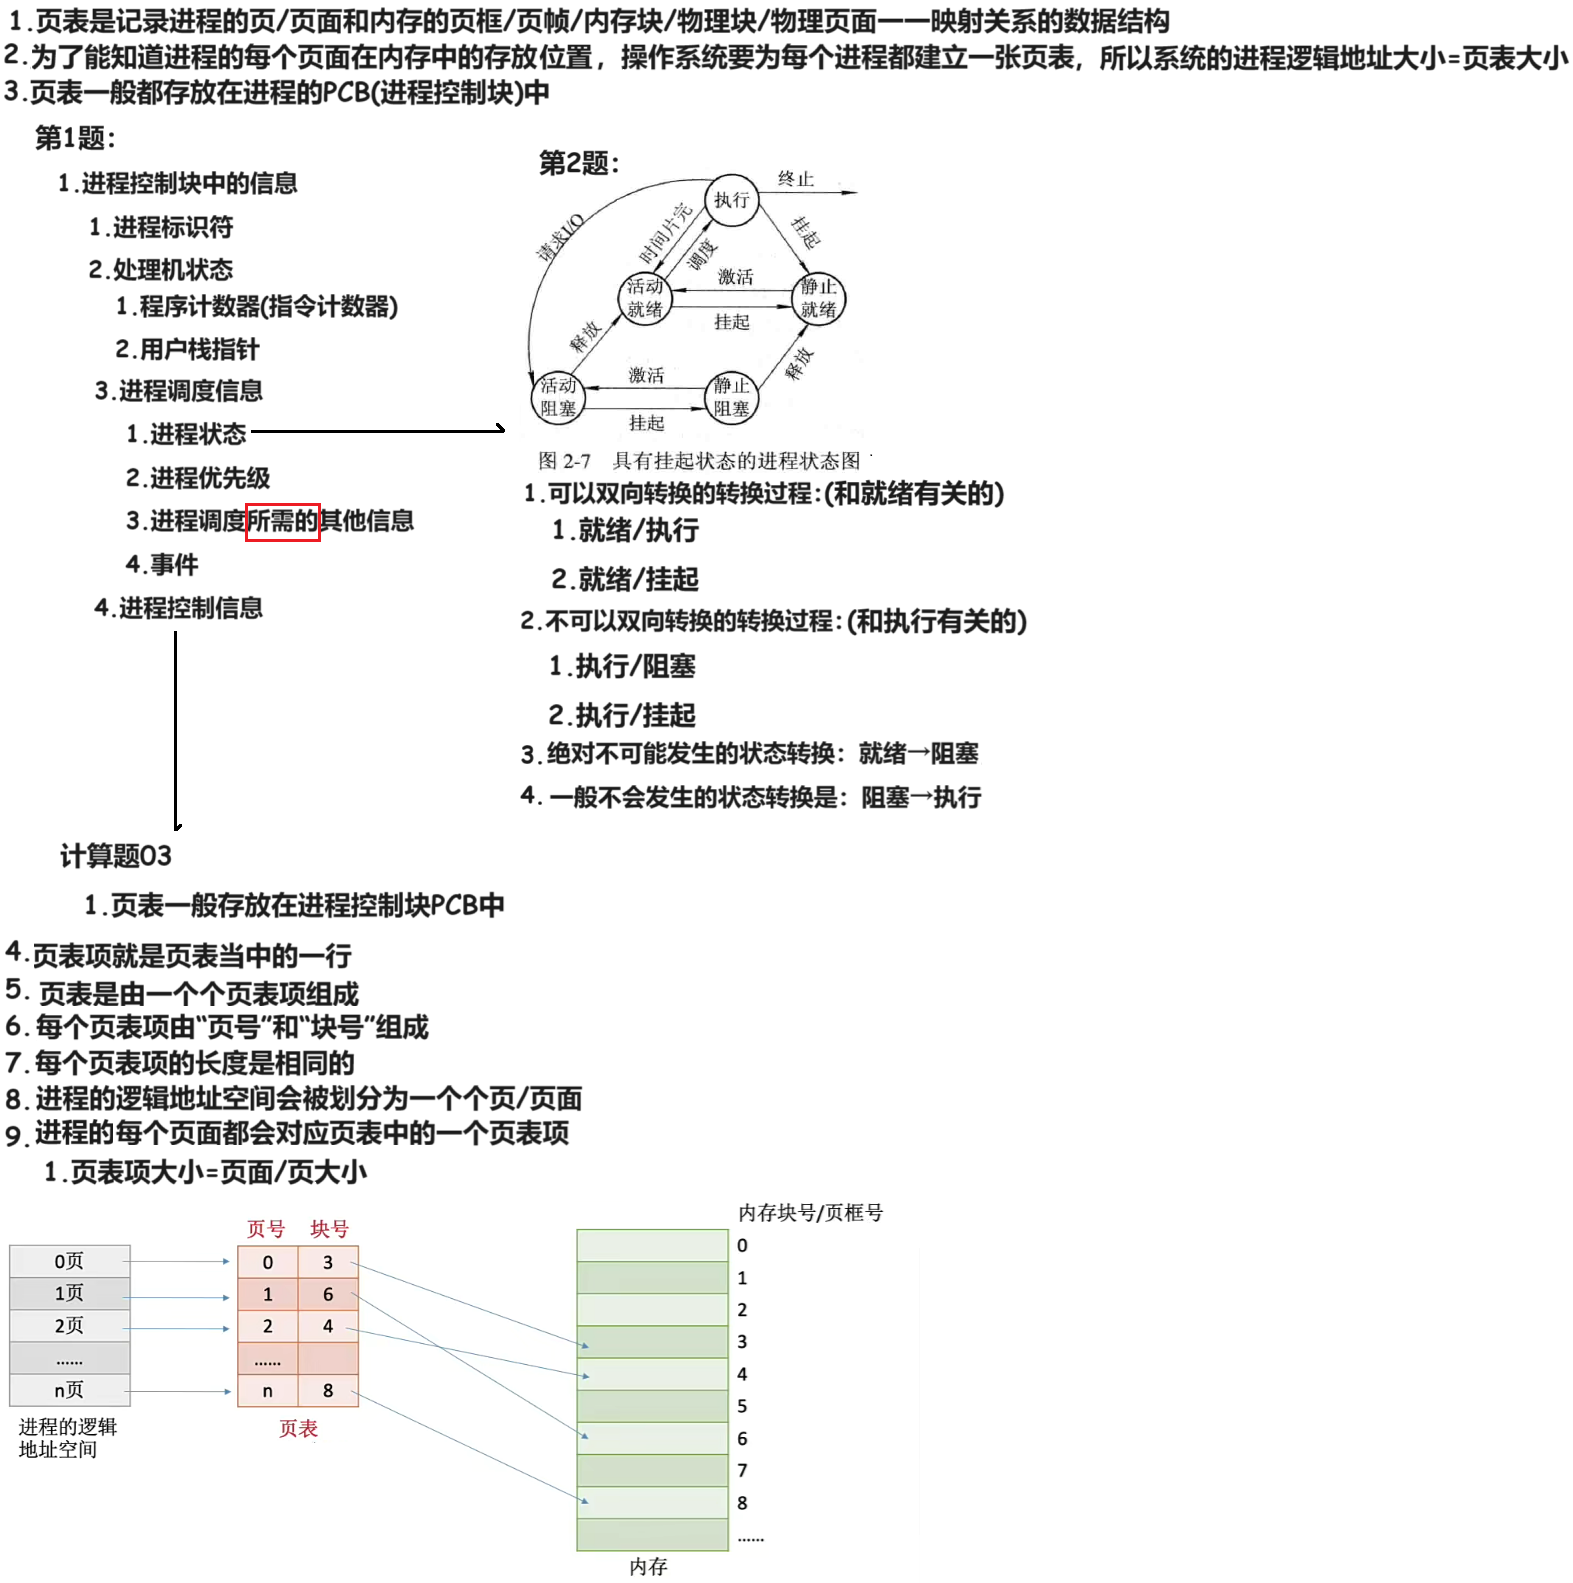 1.页表是记录进程的页/页面和内存的页框/页帧/内存块/物理块/物理页面一一映射关系的数据结构
2.为了能知道进程的每个页面在内存中的存放位置，操作系统要为每个进程都建立一张页表，所以系统的进程逻辑地址大小=页表大小
3.页表一般都存放在进程的PCB(进程控制块)中
第1题：
1.进程控制块中的信息
1.进程标识符
2.处理机状态
1.程序计数器(指令计数器)
2.用户栈指针
3.进程调度信息
1.进程状态
2.进程优先级
3.进程调度所需的其他信息
4.事件
4.进程控制信息
第2题：
执行
终止
请求I/O
时间片完
调度
挂起
活动
就绪
激活
挂起
静止
就绪
释放
释放
活动
阻塞
激活
挂起
静止
阻塞
图 2-7 具有挂起状态的进程状态图
1.可以双向转换的转换过程：(和就绪有关的)
1.就绪/执行
2.就绪/挂起
2.不可以双向转换的转换过程：(和执行有关的)
1.执行/阻塞
2.执行/挂起
3.绝对不可能发生的状态转换：就绪→阻塞
4.一般不会发生的状态转换是：阻塞→执行
计算题03
1.页表一般存放在进程控制块PCB中
4.页表项就是页表当中的一行
5.页表是由一个个页表项组成
6.每个页表项由“页号”和“块号”组成
7.每个页表项的长度是相同的
8.进程的逻辑地址空间会被划分为一个个页/页面
9.进程的每个页面都会对应页表中的一个页表项
1.页表项大小=页面/页大小
0页
1页
2页
......
n页
进程的逻辑
地址空间
页号 块号
0 3
1 6
2 4
......
n 8
页表
内存块号/页框号
0
1
2
3
4
5
6
7
8
......
内存